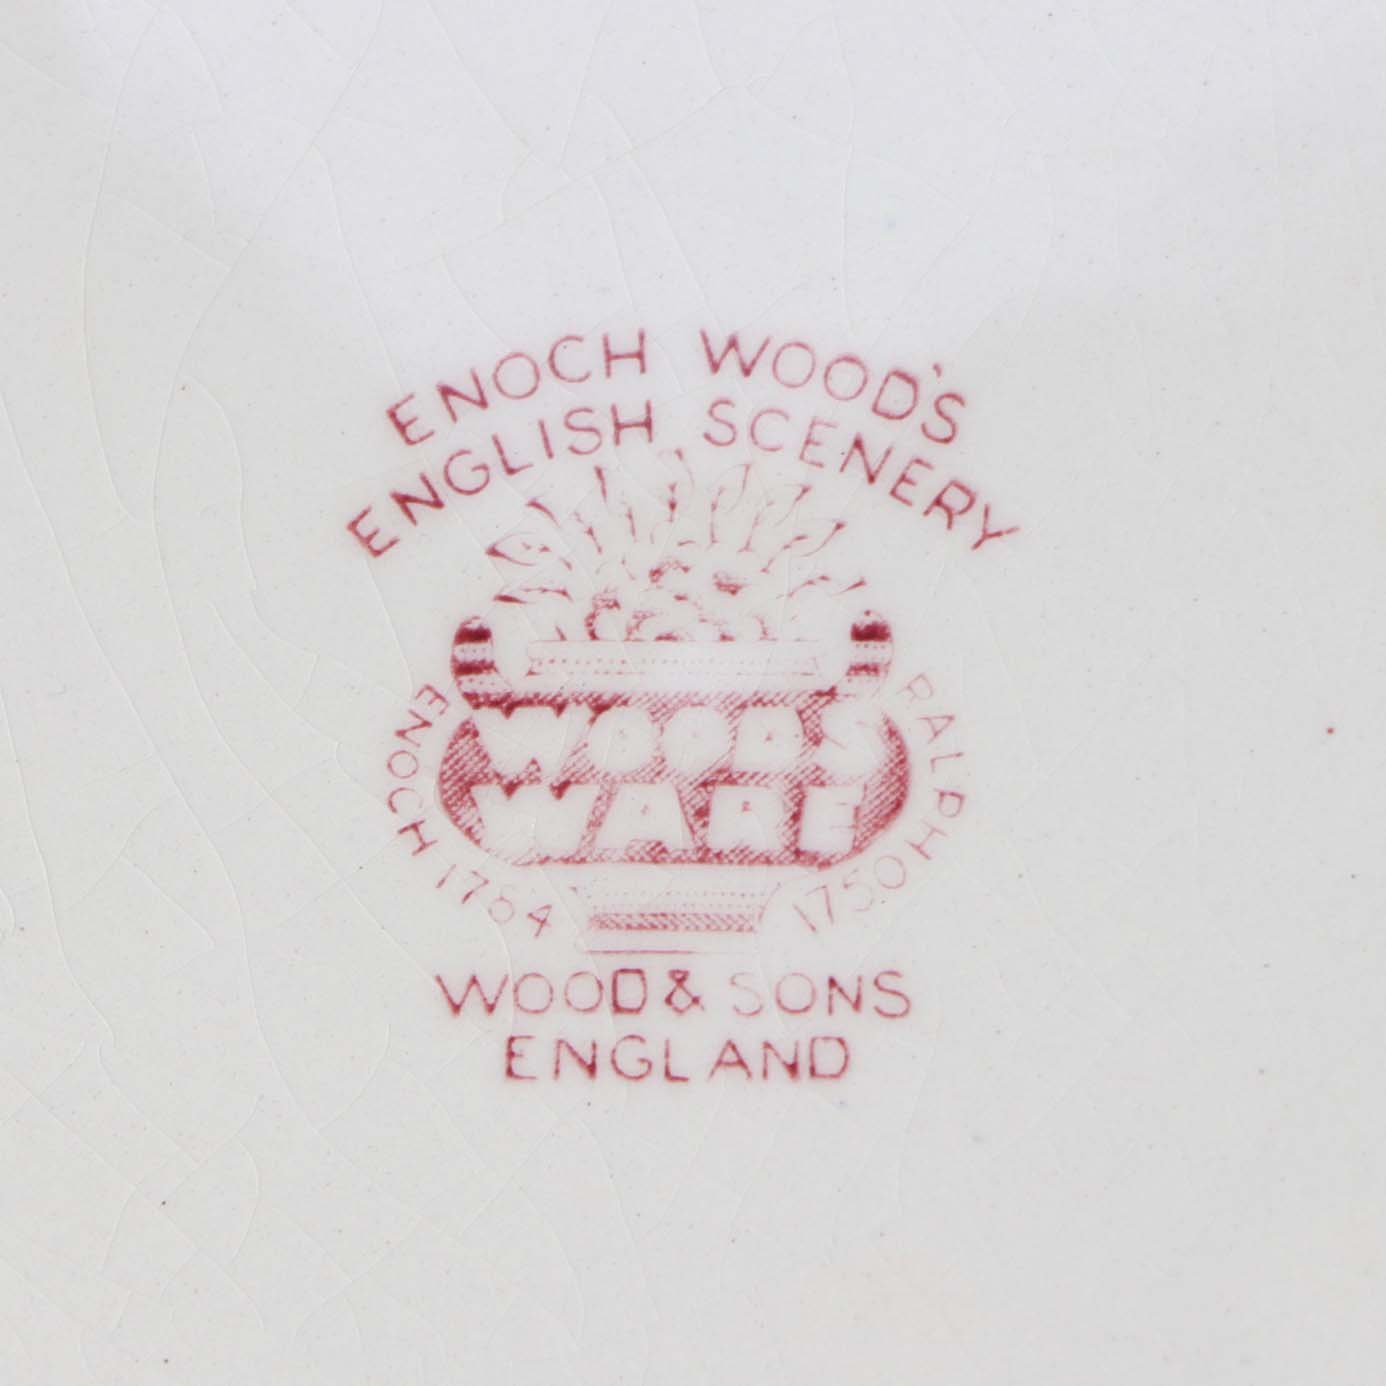 ENOCH WOOD'S
ENGLISH SCENERY
WOODS
WARE
ENOCH 1784
RALPH 1750
WOOD & SONS
ENGLAND